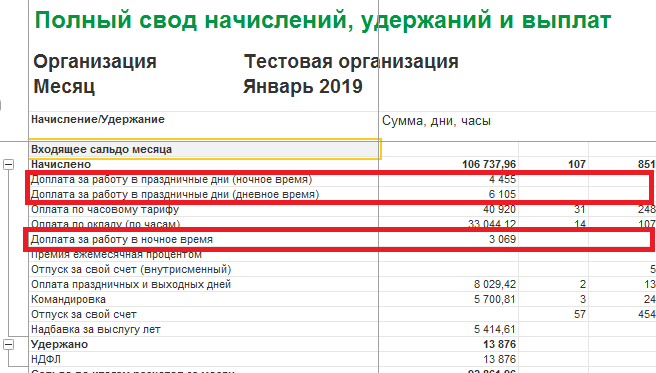 Полный свод начислений, удержаний и выплат
Организация Тестовая организация
Месяц Январь 2019
Начисление/Удержание Сумма, дни, часы
Входящее сальдо месяца
Начислено 106 737,96 107 851
Доплата за работу в праздничные дни (ночное время) 4 455
Доплата за работу в праздничные дни (дневное время) 6 105
Оплата по часовому тарифу 40 920 31 248
Оплата по окладу (по часам) 33 044,12 14 107
Доплата за работу в ночное время 3 069
Премия ежемесячная процентом
Отпуск за свой счет (внутрисменный) 5
Оплата праздничных и выходных дней 8 029,42 2 13
Командировка 5 700,81 3 24
Отпуск за свой счет 57 454
Надбавка за выслугу лет 5 414,61
Удержано 13 876
НДФЛ 13 876